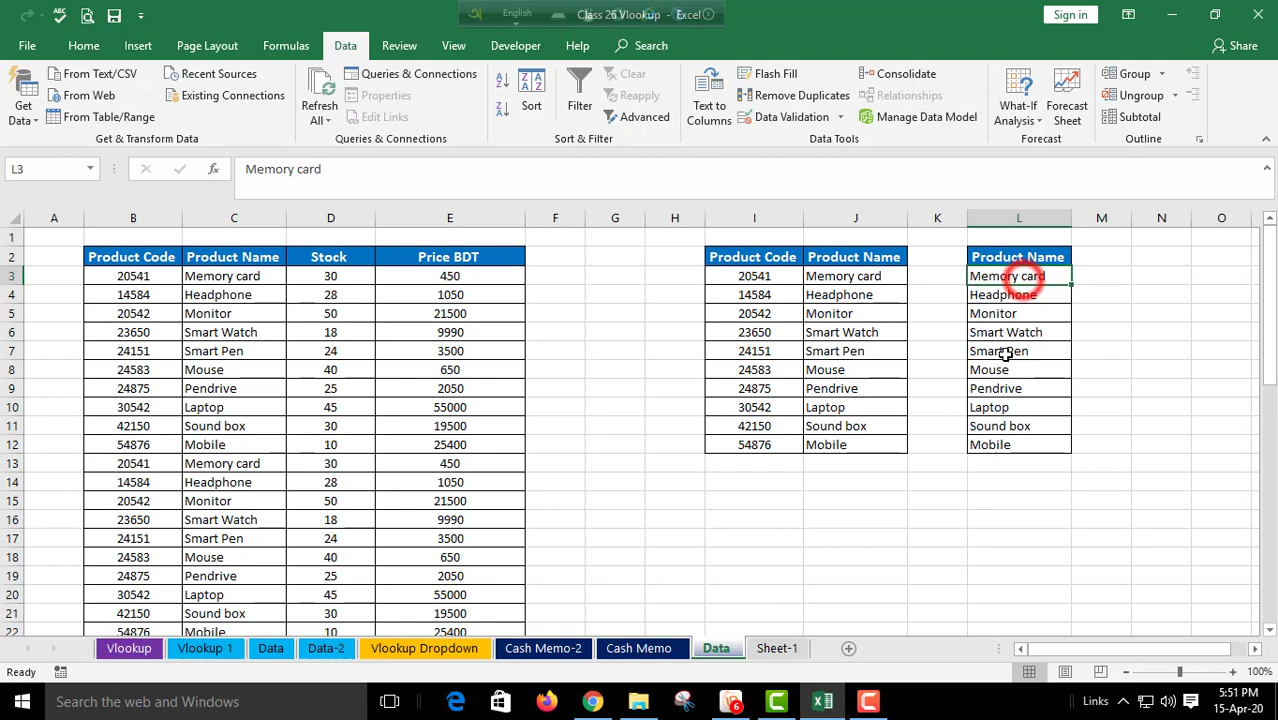 English
Class 26 Vlookup - Excel
Sign in
File Home Insert Page Layout Formulas Data Review View Developer Help Search Share
Get Data
From Text/CSV
From Web
From Table/Range
Recent Sources
Existing Connections
Get & Transform Data
Refresh All
Queries & Connections
Properties
Edit Links
Queries & Connections
Sort
Filter
Clear
Reapply
Advanced
Sort & Filter
Text to Columns
Flash Fill
Remove Duplicates
Data Validation
Consolidate
Relationships
Manage Data Model
Data Tools
What-If Analysis
Forecast Sheet
Forecast
Group
Ungroup
Subtotal
Outline
L3 fx Memory card
A B C D E F G H I J K L M N O
1
2 Product Code Product Name Stock Price BDT Product Code Product Name Product Name
3 20541 Memory card 30 450 20541 Memory card Memory card
4 14584 Headphone 28 1050 14584 Headphone Headphone
5 20542 Monitor 50 21500 20542 Monitor Monitor
6 23650 Smart Watch 18 9990 23650 Smart Watch Smart Watch
7 24151 Smart Pen 24 3500 24151 Smart Pen Smart Pen
8 24583 Mouse 40 650 24583 Mouse Mouse
9 24875 Pendrive 25 2050 24875 Pendrive Pendrive
10 30542 Laptop 45 55000 30542 Laptop Laptop
11 42150 Sound box 30 19500 42150 Sound box Sound box
12 54876 Mobile 10 25400 54876 Mobile Mobile
13 20541 Memory card 30 450
14 14584 Headphone 28 1050
15 20542 Monitor 50 21500
16 23650 Smart Watch 18 9990
17 24151 Smart Pen 24 3500
18 24583 Mouse 40 650
19 24875 Pendrive 25 2050
20 30542 Laptop 45 55000
21 42150 Sound box 30 19500
22 54876 Mobile 10 25400
Vlookup Vlookup 1 Data Data-2 Vlookup Dropdown Cash Memo-2 Cash Memo Data Sheet-1
Ready 100%
Search the web and Windows
6
Links
5:51 PM
15-Apr-20